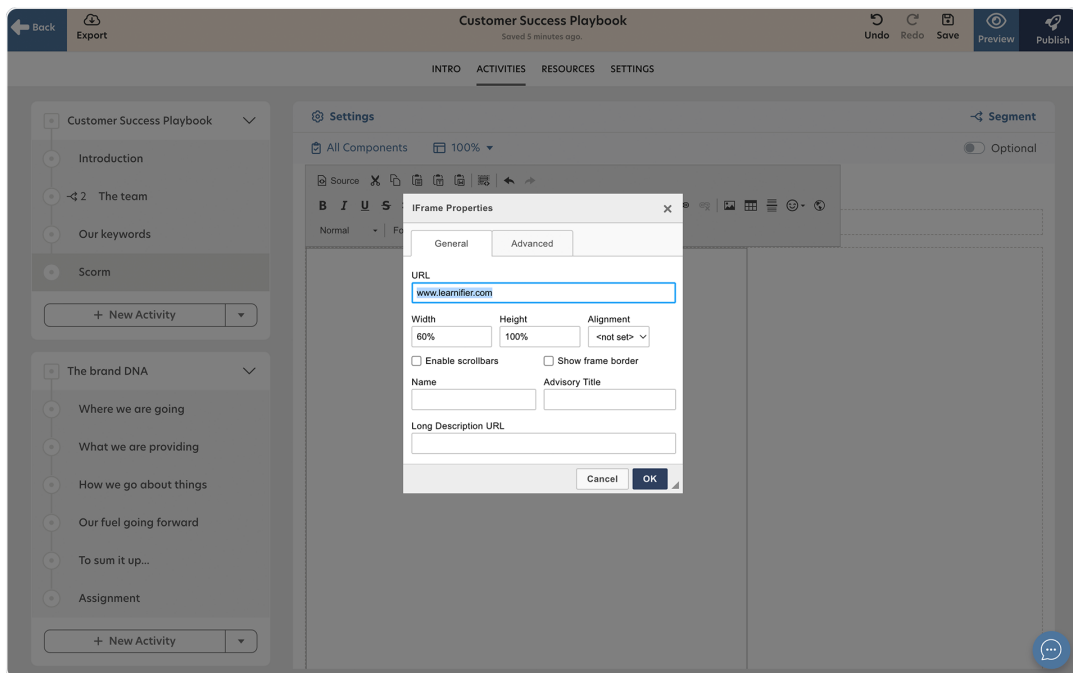 Back
Export
Customer Success Playbook
Saved 5 minutes ago.
Undo
Redo
Save
Preview
Publish
INTRO ACTIVITIES RESOURCES SETTINGS
Customer Success Playbook
Introduction
2 The team
Our keywords
Scorm
+ New Activity
The brand DNA
Where we are going
What we are providing
How we go about things
Our fuel going forward
To sum it up...
Assignment
+ New Activity
Settings
Segment
All Components 100%
Optional
Source
B I U S
Normal Fo
IFrame Properties
General Advanced
URL
www.learnifier.com
Width Height Alignment
60% 100% <not set>
Enable scrollbars Show frame border
Name Advisory Title
Long Description URL
Cancel OK